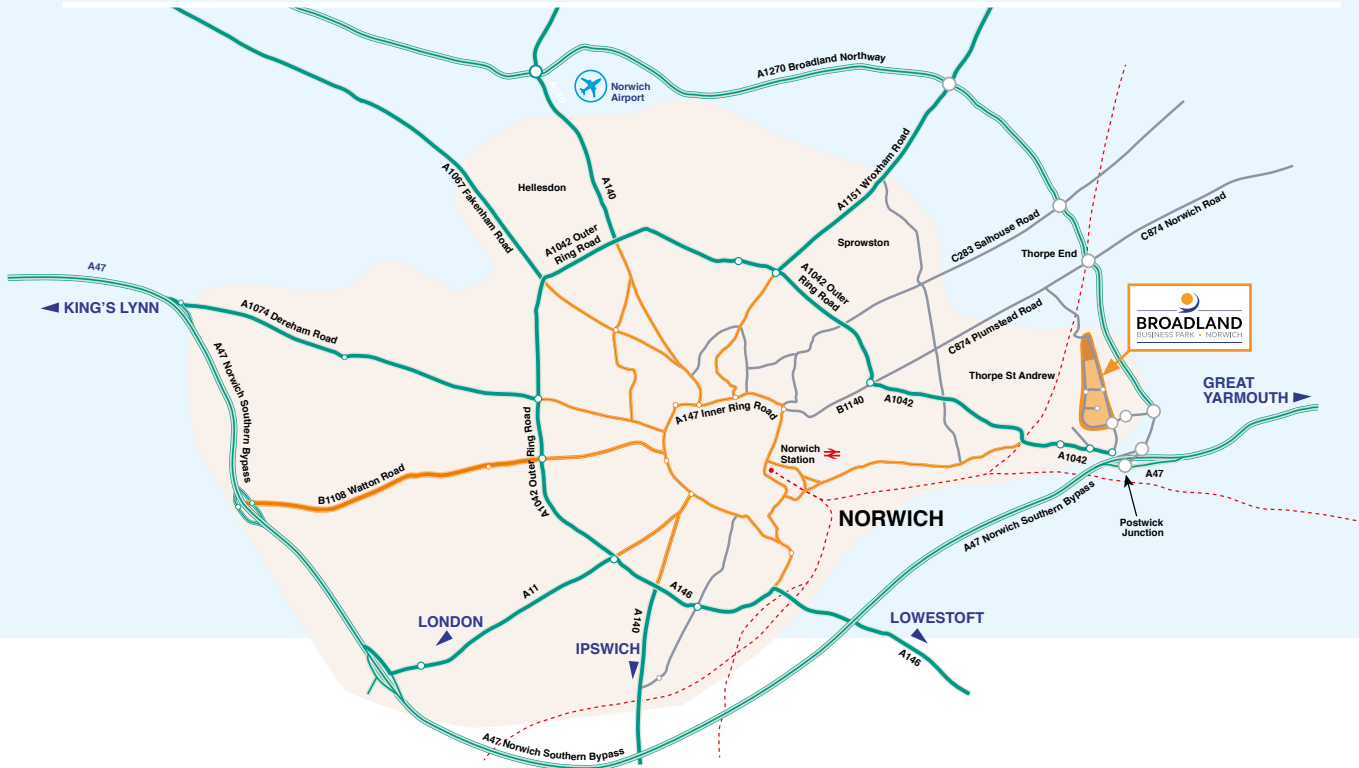 A1270 Broadland Northway
A140
Norwich
Airport
A1067 Fakenham Road
Hellesdon
A140
A1151 Wroxham Road
A1042 Outer
Ring Road
Sprowston
C283 Salhouse Road
C874 Norwich Road
Thorpe End
A47
KING'S LYNN
A1074 Dereham Road
A1042 Outer
Ring Road
C874 Plumstead Road
BROADLAND
BUSINESS PARK • NORWICH
A47 Norwich Southern Bypass
Thorpe St Andrew
GREAT
YARMOUTH
A147 Inner Ring Road
B1140
A1042
A1042 Outer Ring Road
Norwich
Station
A1042
A47
B1108 Watton Road
A1042
NORWICH
A47 Norwich Southern Bypass
Postwick
Junction
A11
A146
LONDON
A140
IPSWICH
LOWESTOFT
A146
A47 Norwich Southern Bypass